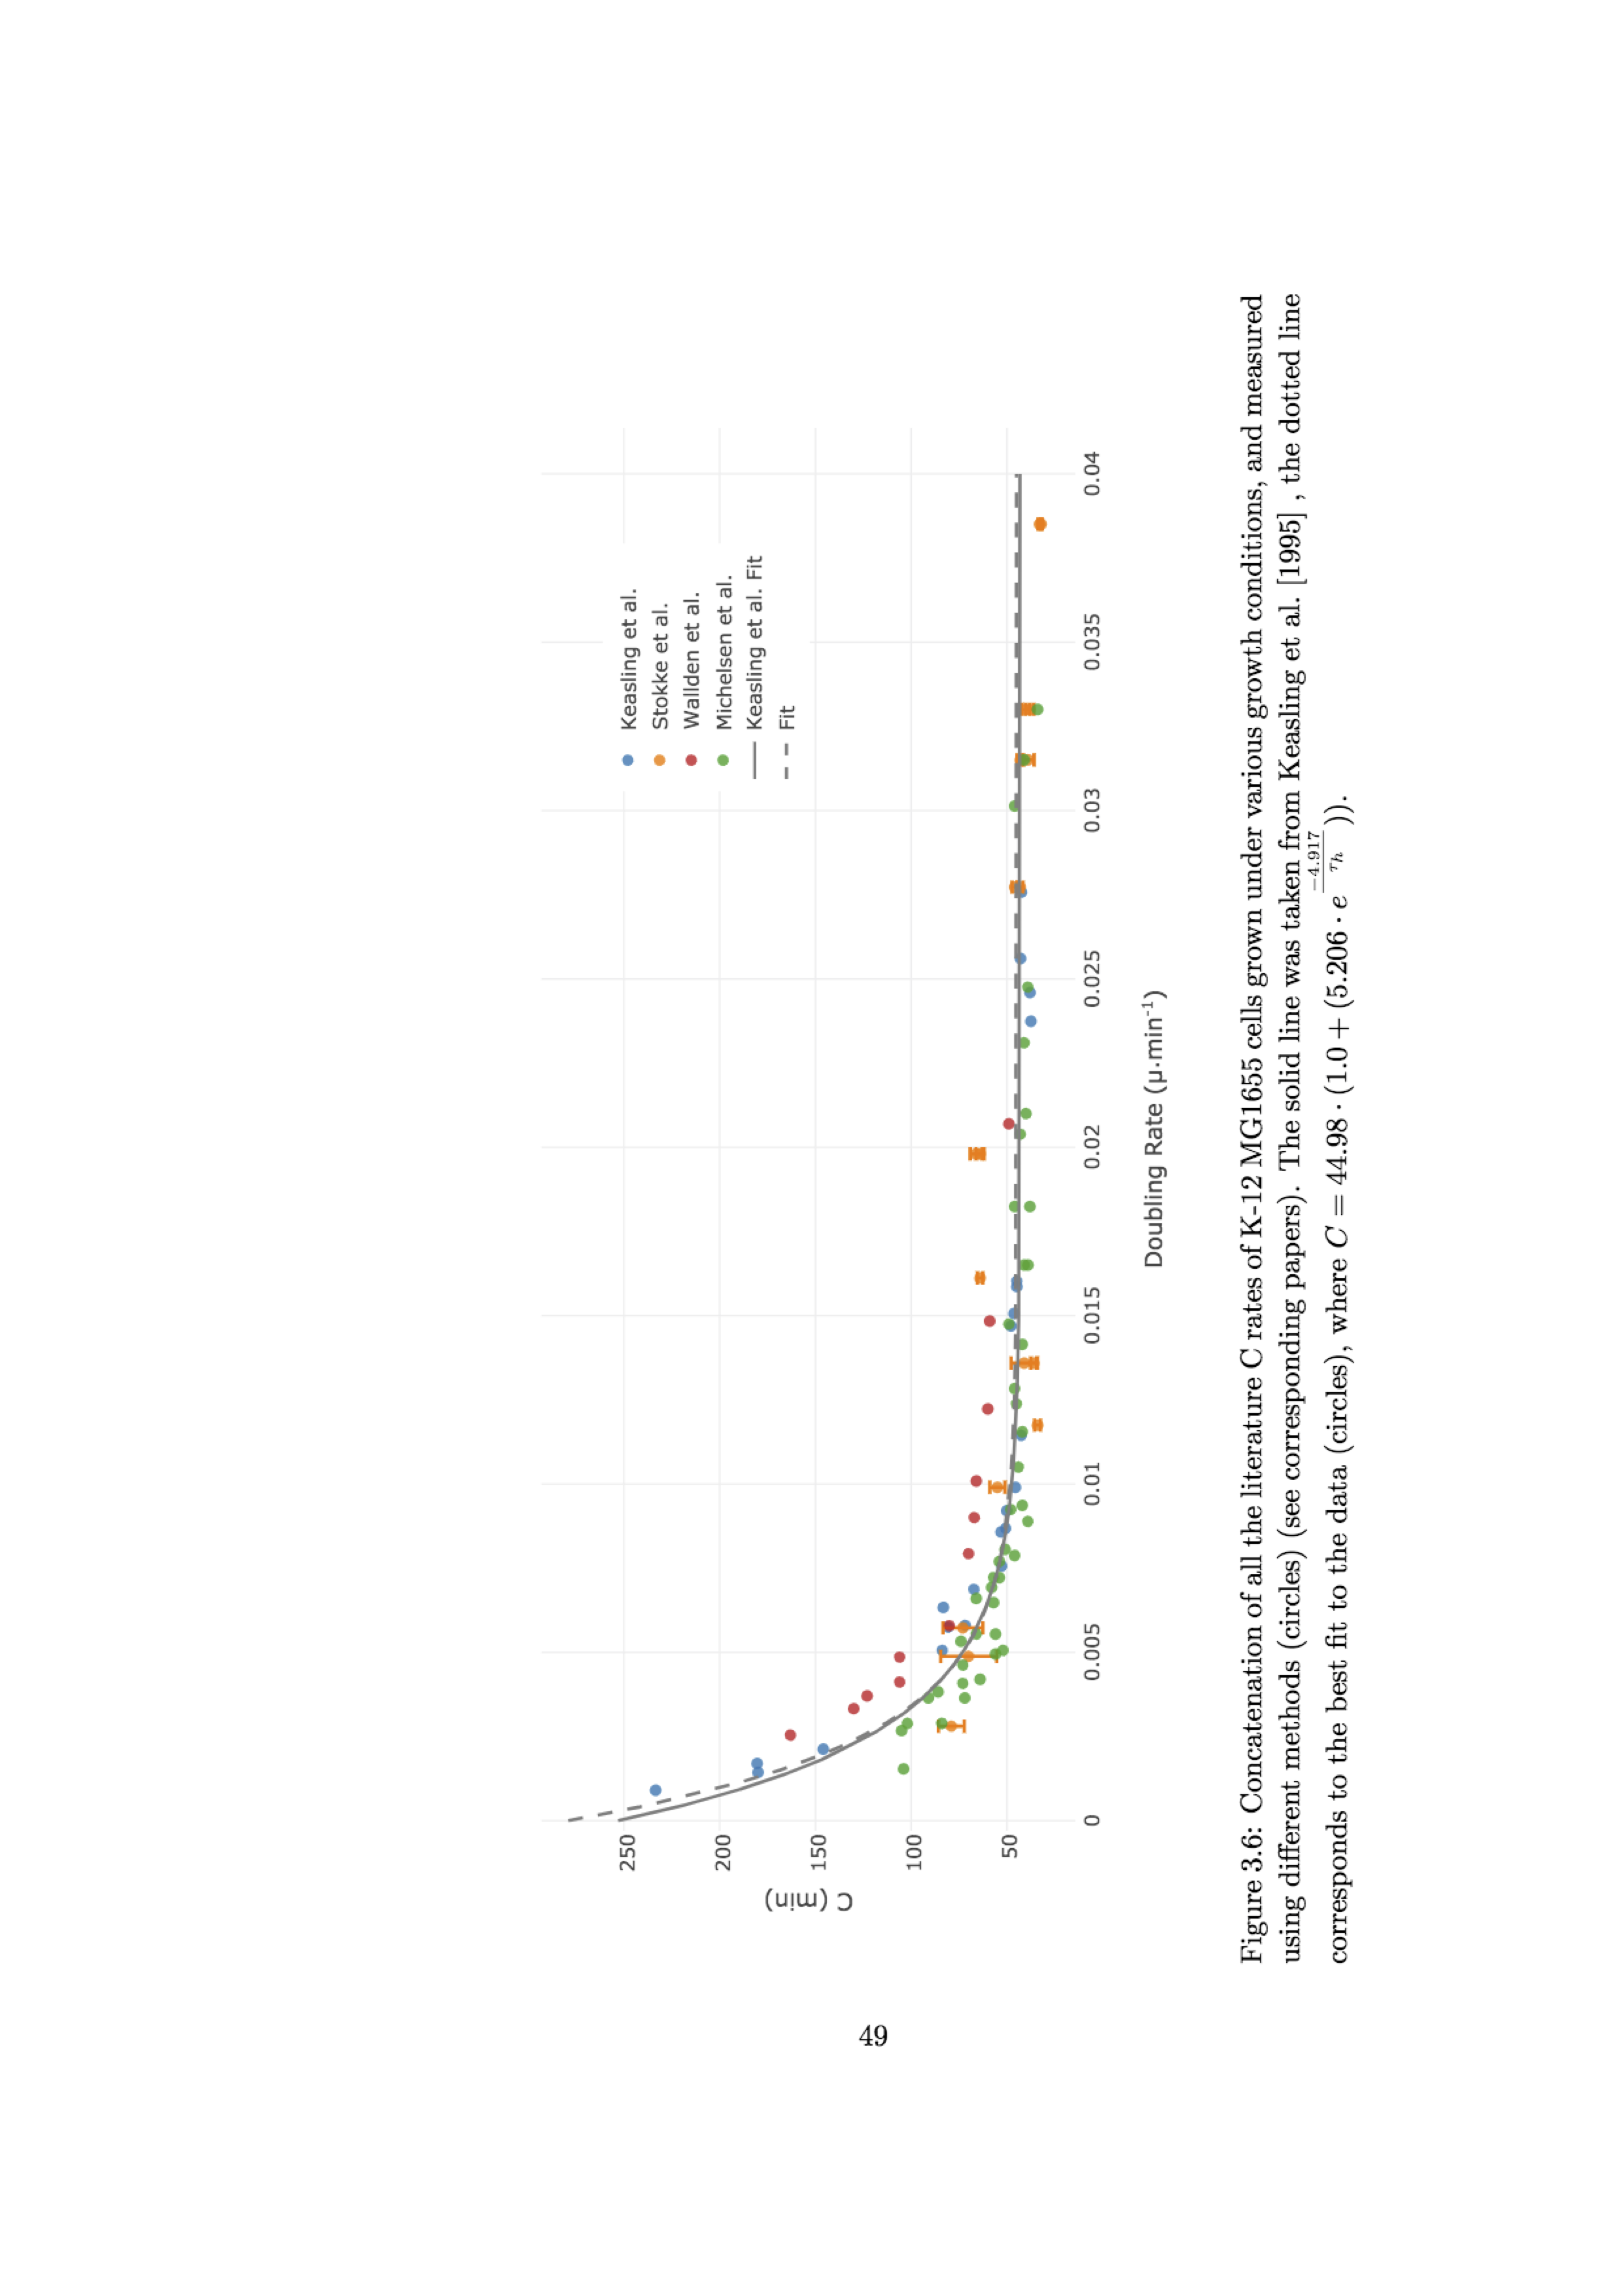 C (min)
250
200
150
100
50
0
0.005
0.01
0.015
0.02
0.025
0.03
0.035
0.04
Doubling Rate (μ·min-1)
Keasling et al.
Stokke et al.
Wallden et al.
Michelsen et al.
Keasling et al. Fit
Fit
Figure 3.6: Concatenation of all the literature C rates of K-12 MG1655 cells grown under various growth conditions, and measured
using different methods (circles) (see corresponding papers). The solid line was taken from Keasling et al. [1995] , the dotted line
corresponds to the best fit to the data (circles), where C = 44.98 · (1.0 + (5.206 · e^{\frac{-4.917}{τ_h}})).
49